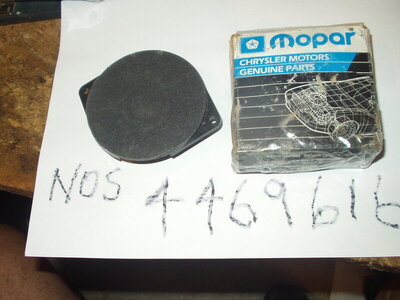 mopar
CHRYSLER MOTORS
GENUINE PARTS
NOS 4469616